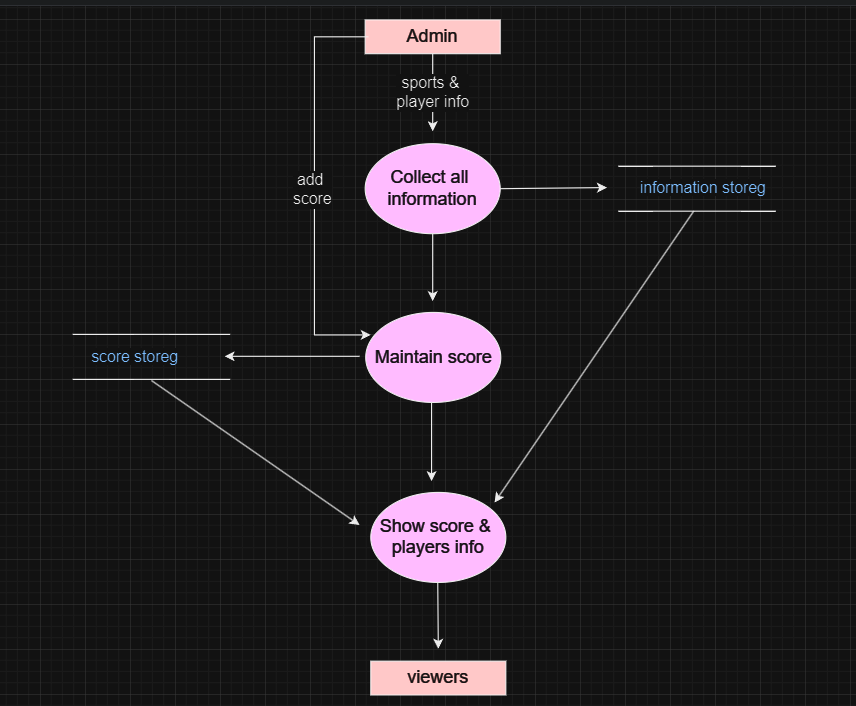 Admin
sports &
player info
Collect all
information
information storeg
add
score
Maintain score
score storeg
Show score &
players info
viewers